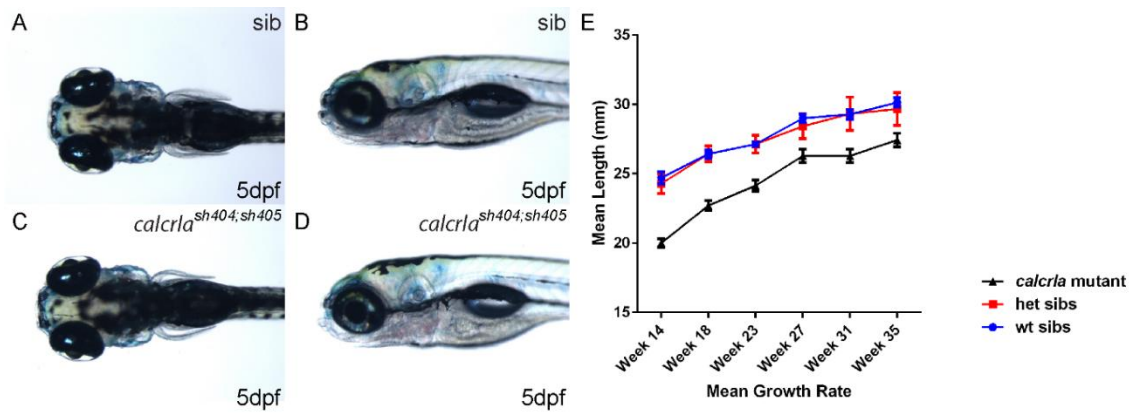 A
sib
5dpf
B
sib
5dpf
C
calcrla^sh404;sh405
5dpf
D
calcrla^sh404;sh405
5dpf
E
35
30
25
20
15
Mean Length (mm)
Week 14
Week 18
Week 23
Week 27
Week 31
Week 35
Mean Growth Rate
calcrla mutant
het sibs
wt sibs